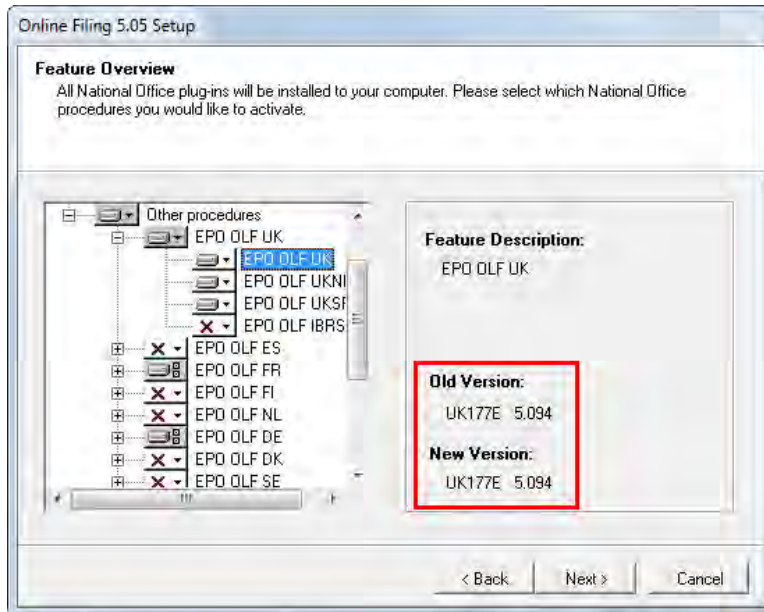 Online Filing 5.05 Setup
Feature Overview
All National Office plug-ins will be installed to your computer. Please select which National Office
procedures you would like to activate.
Other procedures
EPO OLF UK
EPO OLF UK
EPO OLF UKNI
EPO OLF UKSF
EPO OLF IBRS
EPO OLF ES
EPO OLF FR
EPO OLF FI
EPO OLF NL
EPO OLF DE
EPO OLF DK
EPO OLF SE
Feature Description:
EPO OLF UK
Old Version:
UK177E 5.094
New Version:
UK177E 5.094
< Back
Next >
Cancel